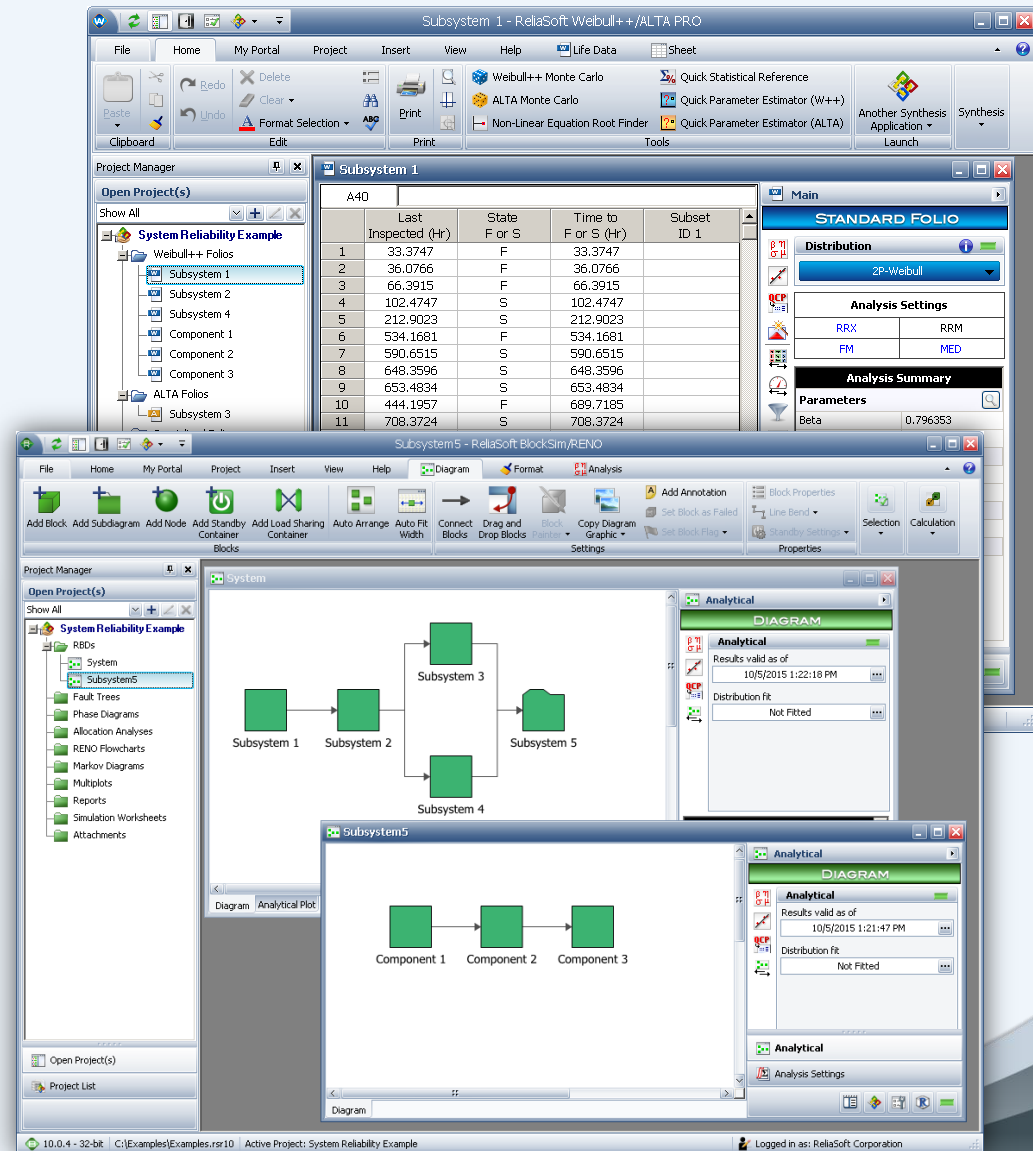 Subsystem 1 - ReliaSoft Weibull++/ALTA PRO
File Home My Portal Project Insert View Help Life Data Sheet
Paste
Redo
Undo
Delete
Clear
Format Selection
Print
Weibull++ Monte Carlo
ALTA Monte Carlo
Non-Linear Equation Root Finder
Quick Statistical Reference
Quick Parameter Estimator (W++)
Quick Parameter Estimator (ALTA)
Another Synthesis
Application
Synthesis
Clipboard Edit Print Tools Launch
Project Manager
Open Project(s)
Show All
System Reliability Example
Weibull++ Folios
Subsystem 1
Subsystem 2
Subsystem 4
Component 1
Component 2
Component 3
ALTA Folios
Subsystem 3
Subsystem 1
A40
Last State Time to Subset
Inspected (Hr) F or S F or S (Hr) ID 1
1 33.3747 F 33.3747
2 36.0766 F 36.0766
3 66.3915 F 66.3915
4 102.4747 S 102.4747
5 212.9023 S 212.9023
6 534.1681 F 534.1681
7 590.6515 S 590.6515
8 648.3596 S 648.3596
9 653.4834 S 653.4834
10 444.1957 F 689.7185
11 708.3724 S 708.3724
Main
STANDARD FOLIO
Distribution
2P-Weibull
Analysis Settings
RRX RRM
FM MED
Analysis Summary
Parameters
Beta 0.796353
β η
σ μ
QCP
Subsystem5 - ReliaSoft BlockSim/RENO
File Home My Portal Project Insert View Help Diagram Format Analysis
Add Block
Add Subdiagram
Add Node
Add Standby
Container
Add Load Sharing
Container
Auto Arrange
Auto Fit
Width
Connect
Blocks
Drag and
Drop Blocks
Block
Painter
Copy Diagram
Graphic
Add Annotation
Set Block as Failed
Set Block Flag
Block Properties
Line Bend
Standby Settings
Selection
Calculation
Blocks Settings Properties
Project Manager
Open Project(s)
Show All
System Reliability Example
RBDs
System
Subsystem5
Fault Trees
Phase Diagrams
Allocation Analyses
RENO Flowcharts
Markov Diagrams
Multiplots
Reports
Simulation Worksheets
Attachments
Open Project(s)
Project List
System
Subsystem 1
Subsystem 2
Subsystem 3
Subsystem 4
Subsystem 5
Diagram Analytical Plot
Analytical
DIAGRAM
Analytical
Results valid as of
10/5/2015 1:22:18 PM
Distribution fit
Not Fitted
β η
σ μ
QCP
Subsystem5
Component 1 Component 2 Component 3
Diagram
Analytical
DIAGRAM
Analytical
Results valid as of
10/5/2015 1:21:47 PM
Distribution fit
Not Fitted
β η
σ μ
QCP
Analytical
Analysis Settings
10.0.4 - 32-bit C:\Examples\Examples.rsr10 Active Project: System Reliability Example Logged in as: ReliaSoft Corporation